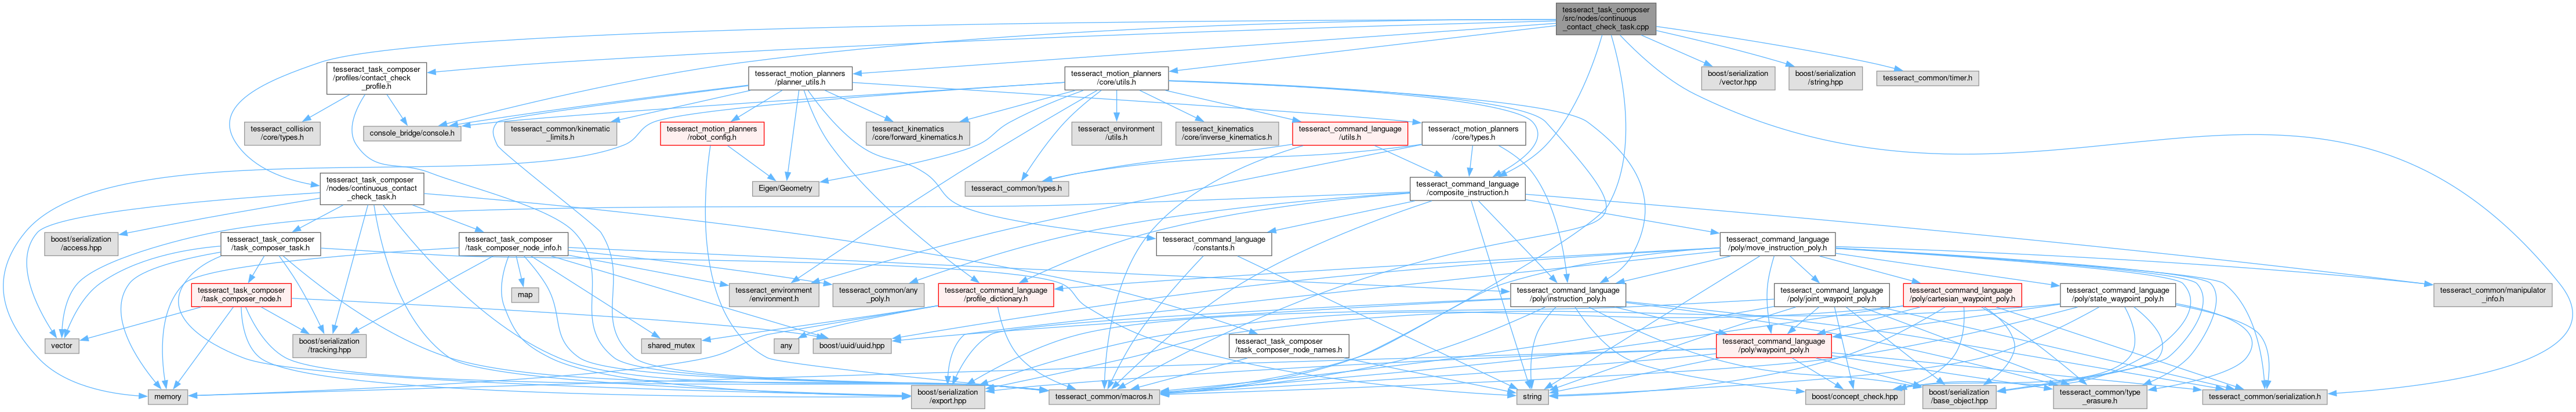 tesseract_task_composer
/src/nodes/continuous
_contact_check_task.cpp
tesseract_task_composer
/profiles/contact_check
_profile.h
tesseract_motion_planners
/planner_utils.h
tesseract_motion_planners
/core/utils.h
boost/serialization
/vector.hpp
boost/serialization
/string.hpp
tesseract_common/timer.h
tesseract_collision
/core/types.h
console_bridge/console.h
tesseract_common/kinematic
_limits.h
tesseract_motion_planners
/robot_config.h
tesseract_kinematics
/core/forward_kinematics.h
tesseract_environment
/utils.h
tesseract_kinematics
/core/inverse_kinematics.h
tesseract_command_language
/utils.h
tesseract_motion_planners
/core/types.h
tesseract_task_composer
/nodes/continuous_contact
_check_task.h
Eigen/Geometry
tesseract_common/types.h
tesseract_command_language
/composite_instruction.h
boost/serialization
/access.hpp
tesseract_task_composer
/task_composer_task.h
tesseract_task_composer
/task_composer_node_info.h
tesseract_command_language
/constants.h
tesseract_command_language
/poly/move_instruction_poly.h
tesseract_task_composer
/task_composer_node.h
map
tesseract_environment
/environment.h
tesseract_common/any
_poly.h
tesseract_command_language
/profile_dictionary.h
tesseract_command_language
/poly/instruction_poly.h
tesseract_command_language
/poly/joint_waypoint_poly.h
tesseract_command_language
/poly/cartesian_waypoint_poly.h
tesseract_command_language
/poly/state_waypoint_poly.h
tesseract_common/manipulator
_info.h
vector
boost/serialization
/tracking.hpp
shared_mutex
any
boost/uuid/uuid.hpp
tesseract_task_composer
/task_composer_node_names.h
tesseract_command_language
/poly/waypoint_poly.h
memory
boost/serialization
/export.hpp
tesseract_common/macros.h
string
boost/concept_check.hpp
boost/serialization
/base_object.hpp
tesseract_common/type
_erasure.h
tesseract_common/serialization.h